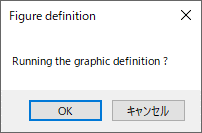 Figure definition
Running the graphic definition ?
OK
キャンセル